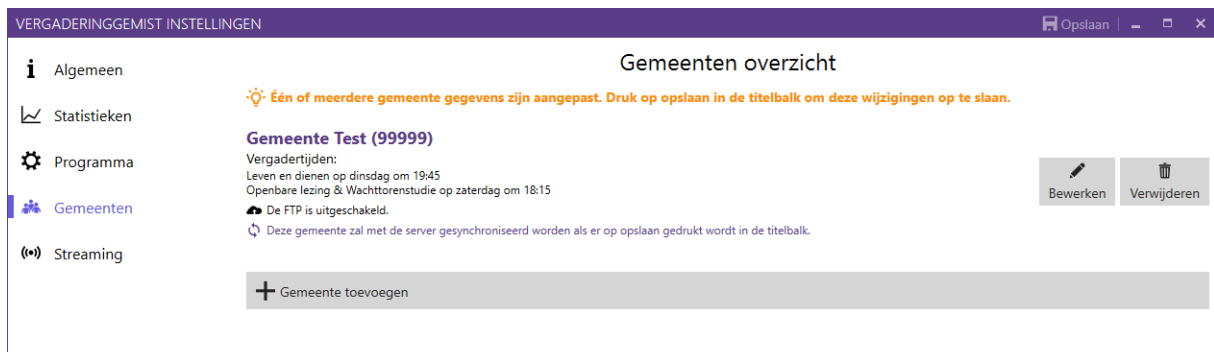 VERGADERINGGEMIST INSTELLINGEN
Opslaan
Algemeen
Statistieken
Programma
Gemeenten
Streaming
Gemeenten overzicht
Één of meerdere gemeente gegevens zijn aangepast. Druk op opslaan in de titelbalk om deze wijzigingen op te slaan.
Gemeente Test (99999)
Vergadertijden:
Leven en dienen op dinsdag om 19:45
Openbare lezing & Wachttorenstudie op zaterdag om 18:15
De FTP is uitgeschakeld.
Deze gemeente zal met de server gesynchroniseerd worden als er op opslaan gedrukt wordt in de titelbalk.
Bewerken
Verwijderen
Gemeente toevoegen